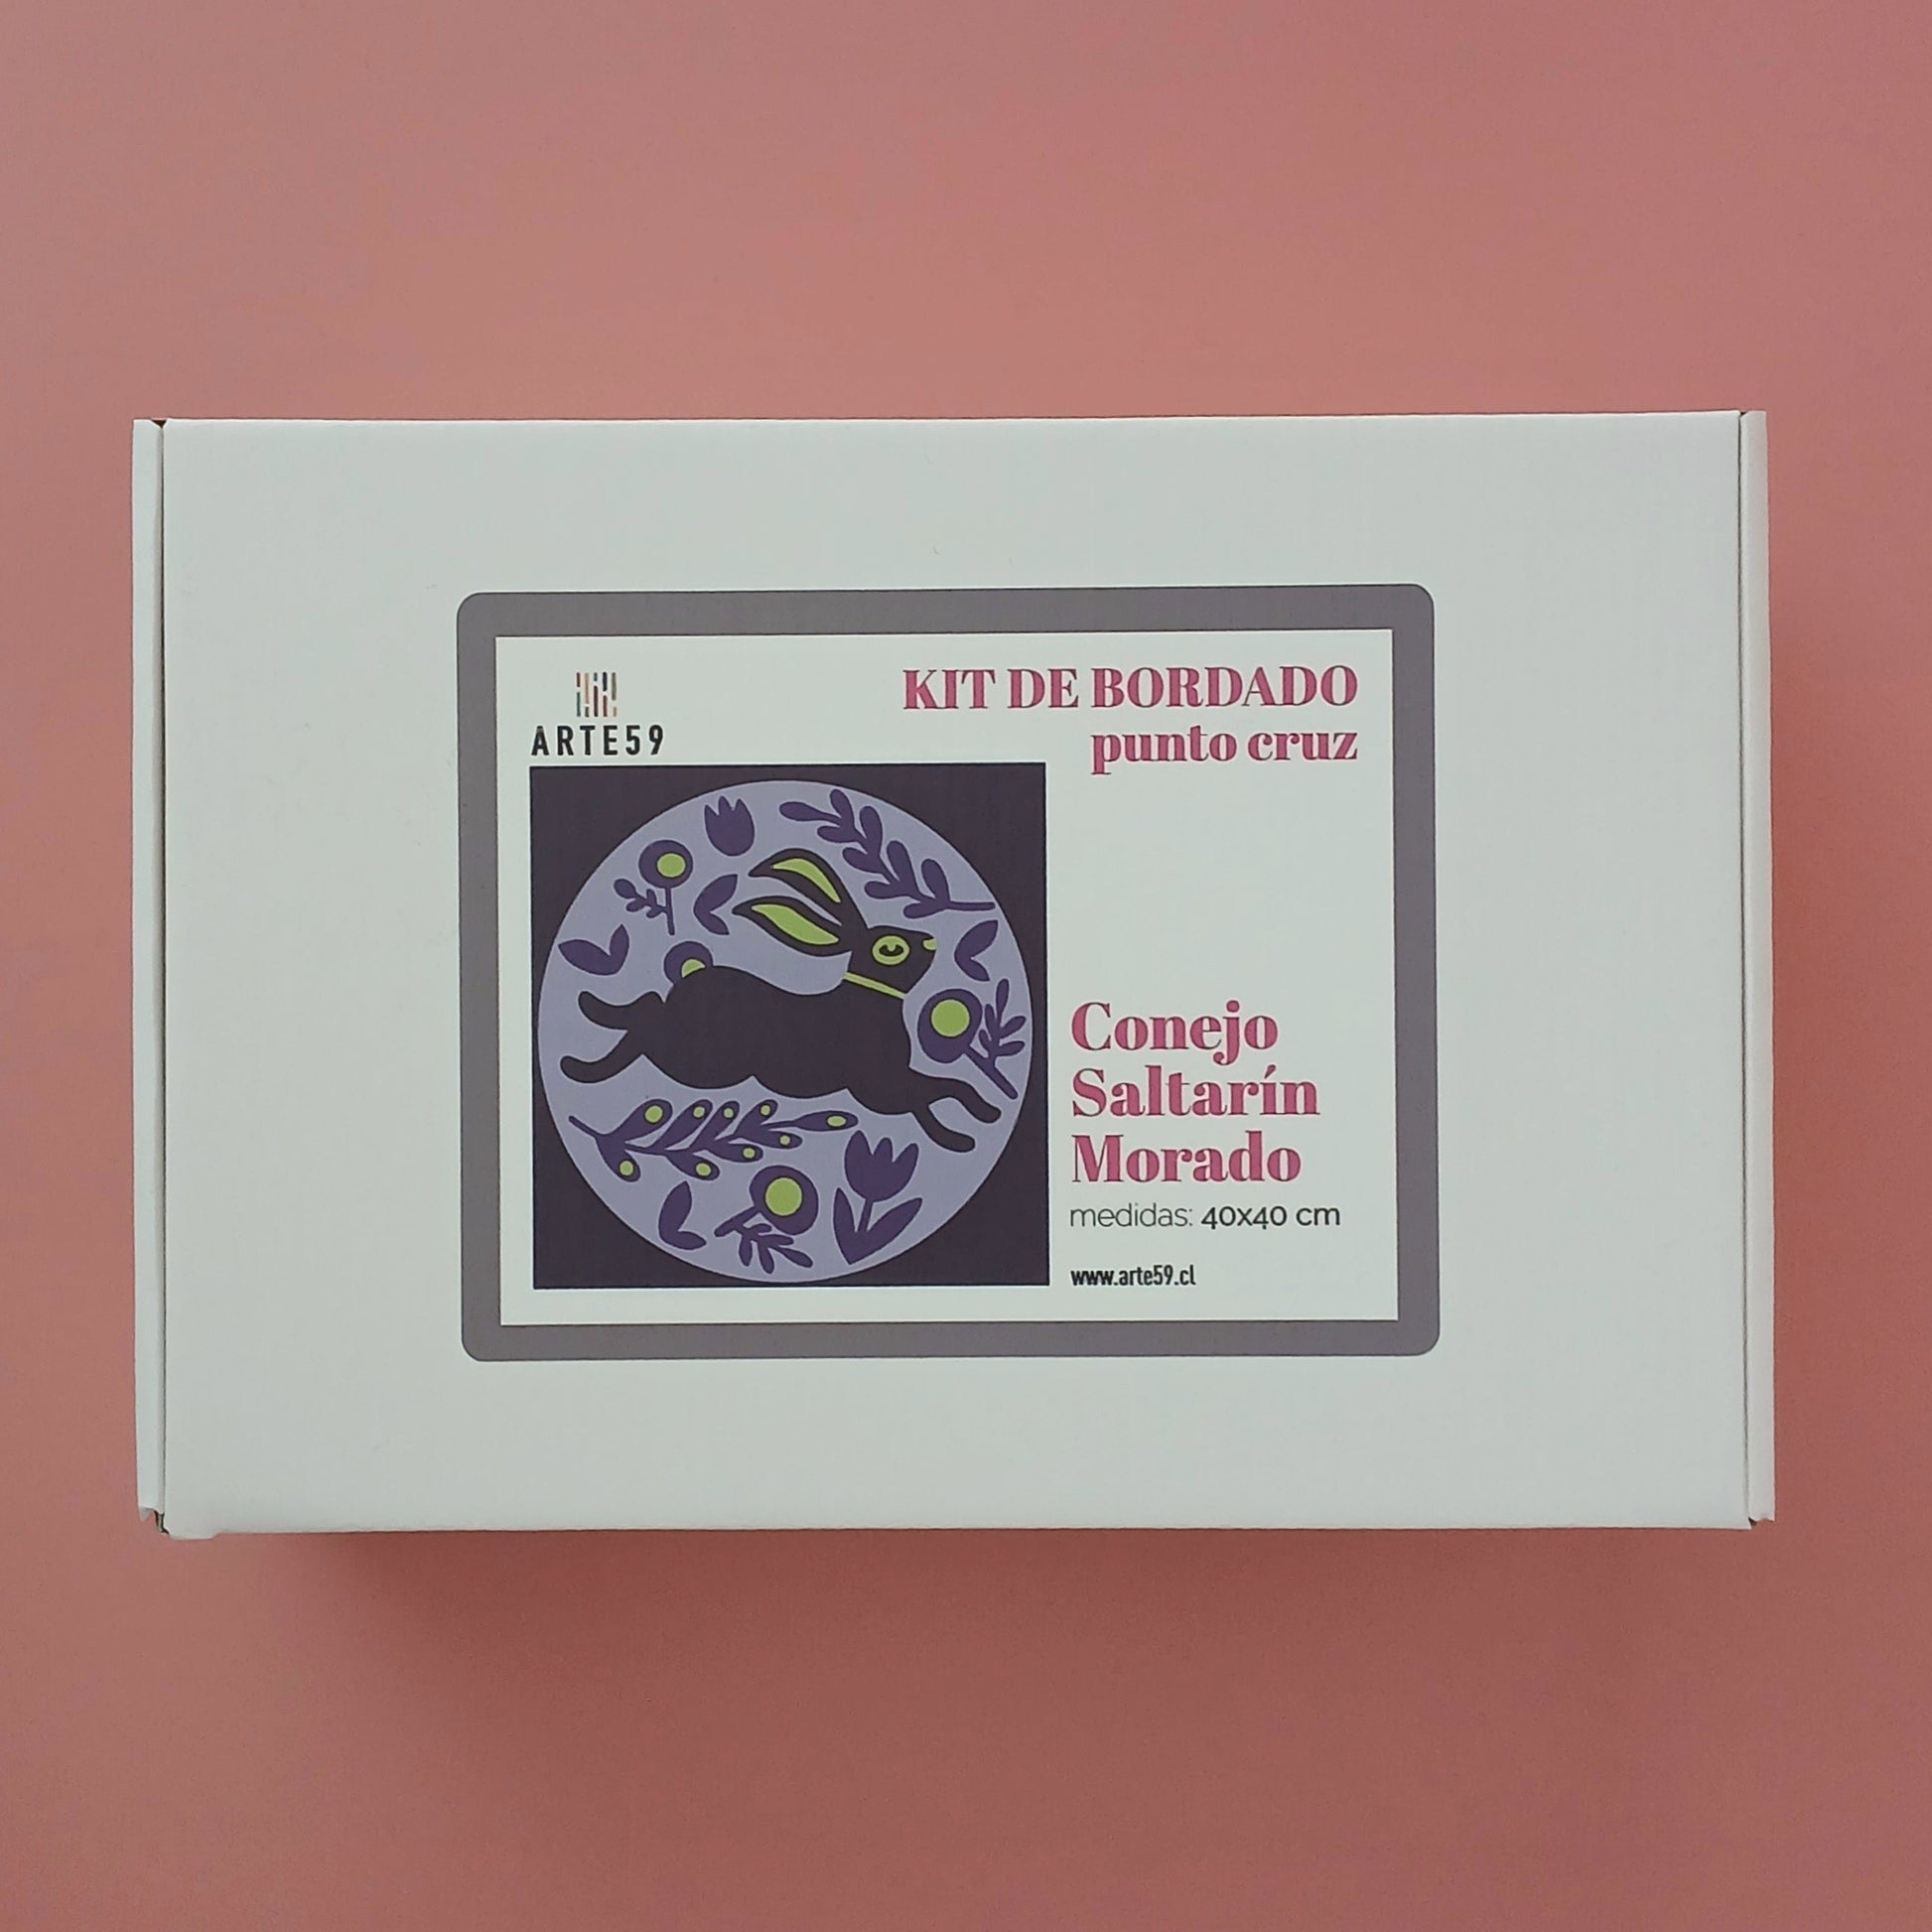 ARTE59
KIT DE BORDADO
punto cruz
Conejo
Saltarín
Morado
medidas: 40x40 cm
www.arte59.cl